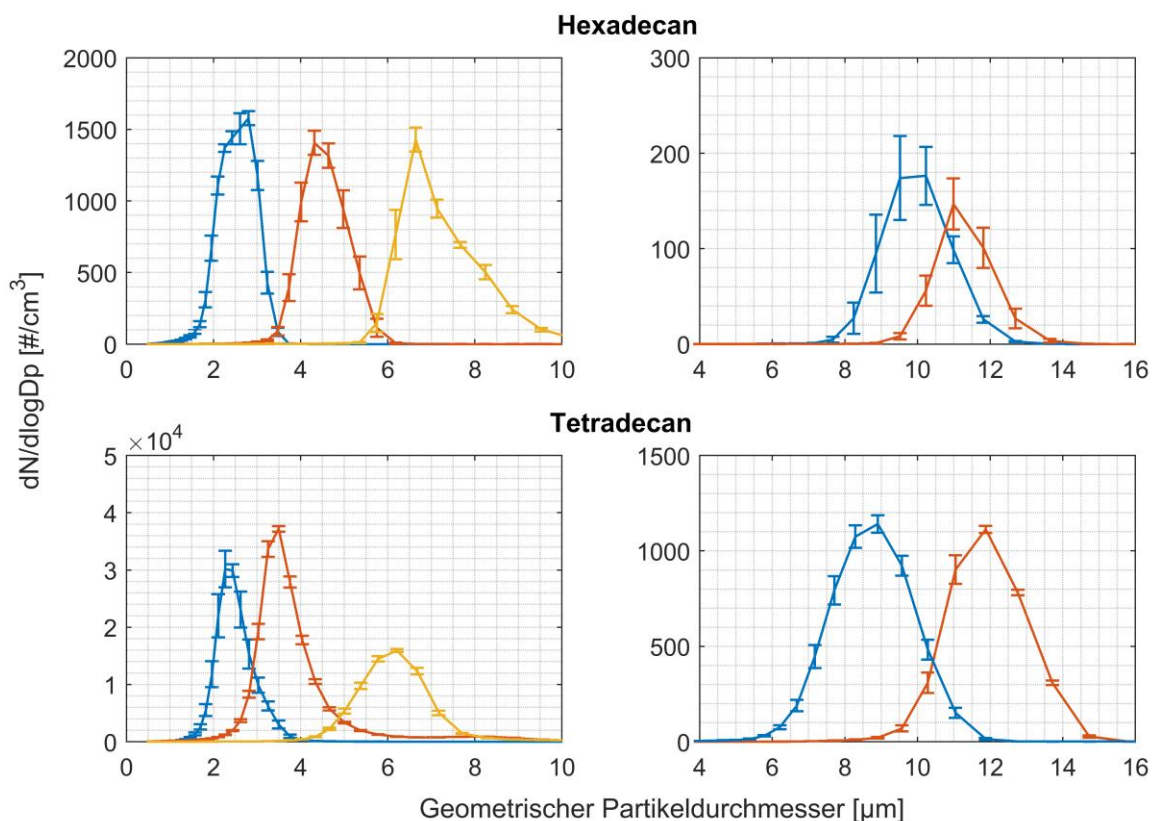 Hexadecan
2000
1500
1000
500
0
0 2 4 6 8 10
300
200
100
0
4 6 8 10 12 14 16
dN/dlogDp [#/cm³]
Tetradecan
×10⁴
5
4
3
2
1
0
0 2 4 6 8 10
1500
1000
500
0
4 6 8 10 12 14 16
Geometrischer Partikeldurchmesser [µm]